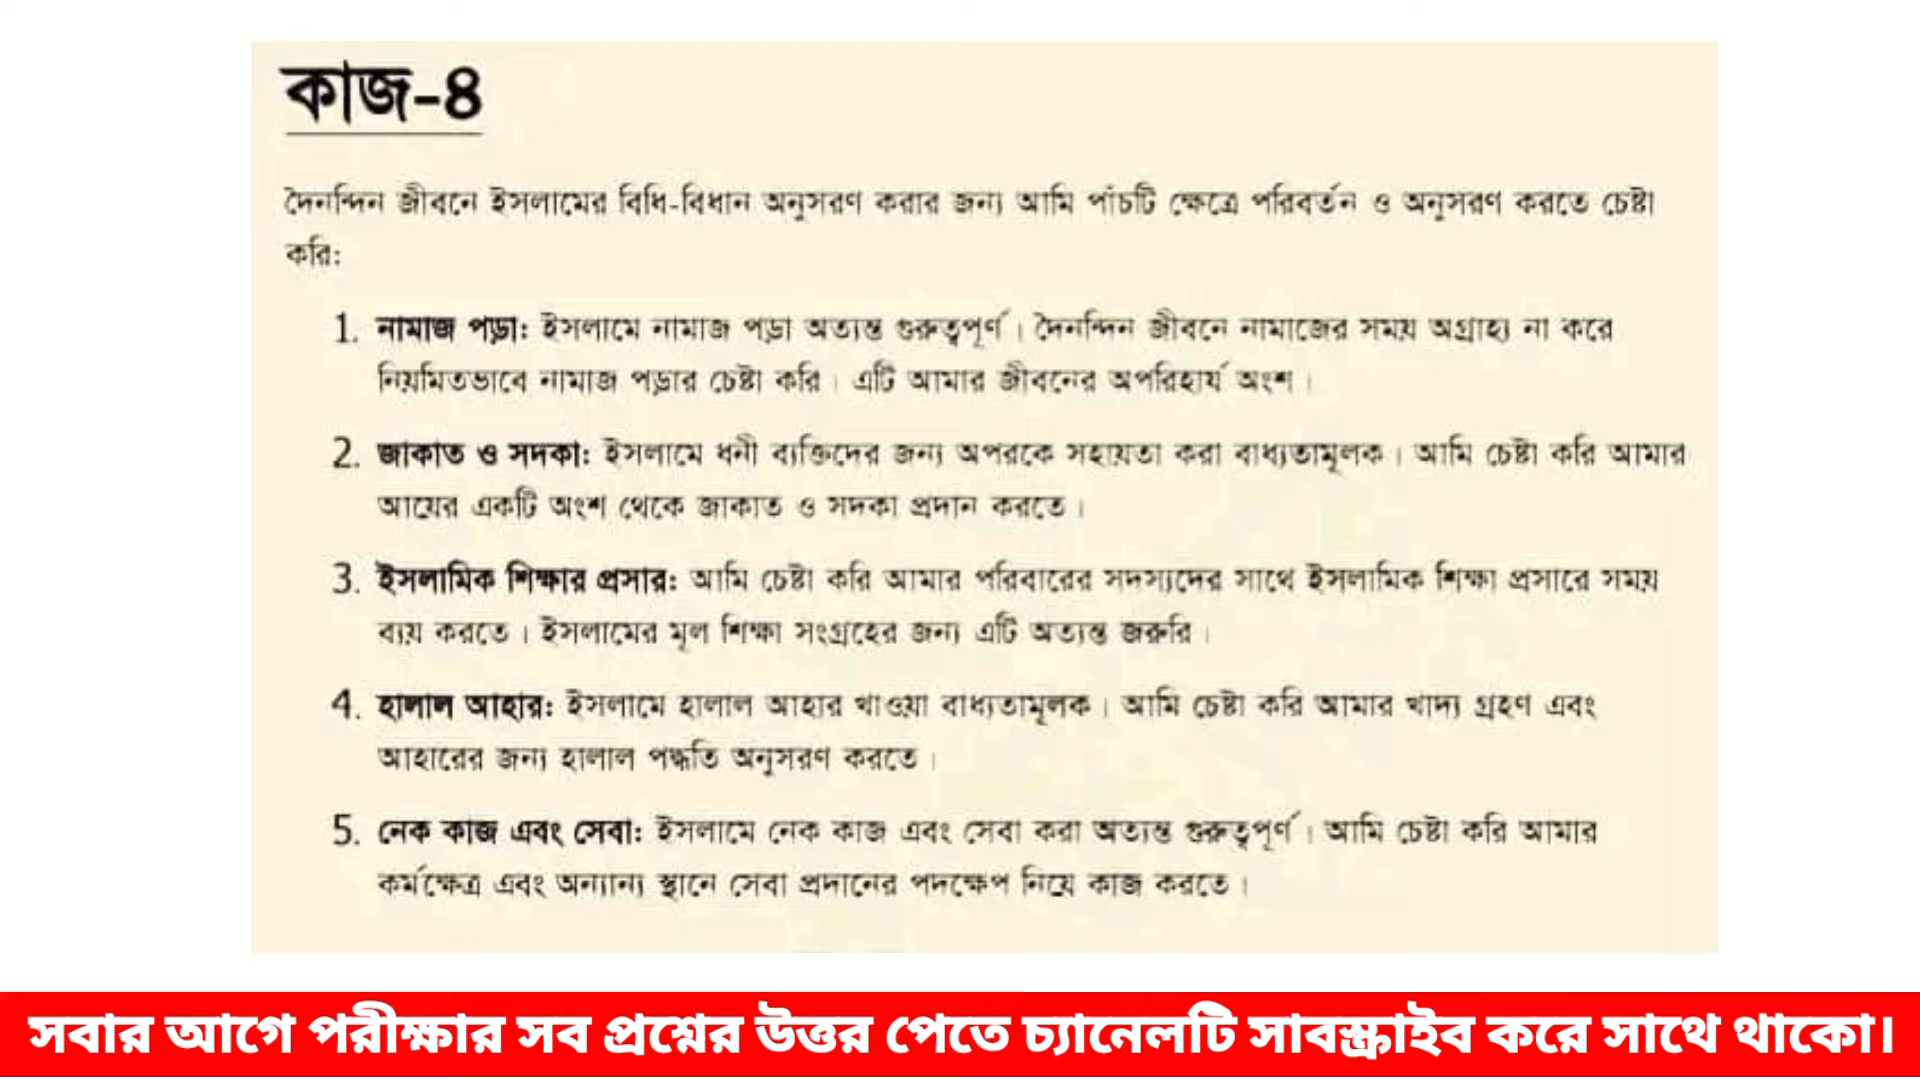 কাজ-৪
দৈনন্দিন জীবনে ইসলামের বিধি-বিধান অনুসরণ করার জন্য আমি পাঁচটি ক্ষেত্রে পরিবর্তন ও অনুসরণ করতে চেষ্টা
করি:
1. নামাজ পড়া: ইসলামে নামাজ পড়া অত্যন্ত গুরুত্বপূর্ণ। দৈনন্দিন জীবনে নামাজের সময় অগ্রাহ্য না করে
নিয়মিতভাবে নামাজ পড়ার চেষ্টা করি। এটি আমার জীবনের অপরিহার্য অংশ।
2. জাকাত ও সদকা: ইসলামে ধনী ব্যক্তিদের জন্য অপরকে সহায়তা করা বাধ্যতামূলক। আমি চেষ্টা করি আমার
আয়ের একটি অংশ থেকে জাকাত ও সদকা প্রদান করতে।
3. ইসলামিক শিক্ষার প্রসার: আমি চেষ্টা করি আমার পরিবারের সদস্যদের সাথে ইসলামিক শিক্ষা প্রসারে সময়
ব্যয় করতে। ইসলামের মূল শিক্ষা সংগ্রহের জন্য এটি অত্যন্ত জরুরি।
4. হালাল আহার: ইসলামে হালাল আহার খাওয়া বাধ্যতামূলক। আমি চেষ্টা করি আমার খাদ্য গ্রহণ এবং
আহারের জন্য হালাল পদ্ধতি অনুসরণ করতে।
5. নেক কাজ এবং সেবা: ইসলামে নেক কাজ এবং সেবা করা অত্যন্ত গুরুত্বপূর্ণ। আমি চেষ্টা করি আমার
কর্মক্ষেত্র এবং অন্যান্য স্থানে সেবা প্রদানের পদক্ষেপ নিয়ে কাজ করতে।
সবার আগে পরীক্ষার সব প্রশ্নের উত্তর পেতে চ্যানেলটি সাবস্ক্রাইব করে সাথে থাকো।